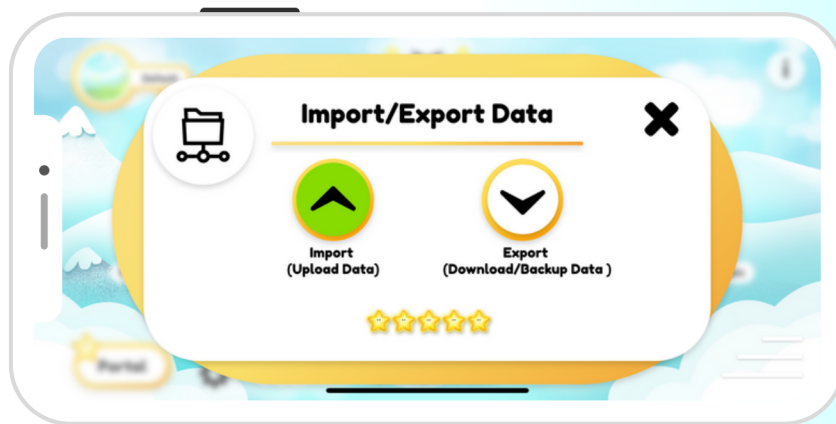 Import/Export Data
Import
(Upload Data)
Export
(Download/Backup Data )
Portal